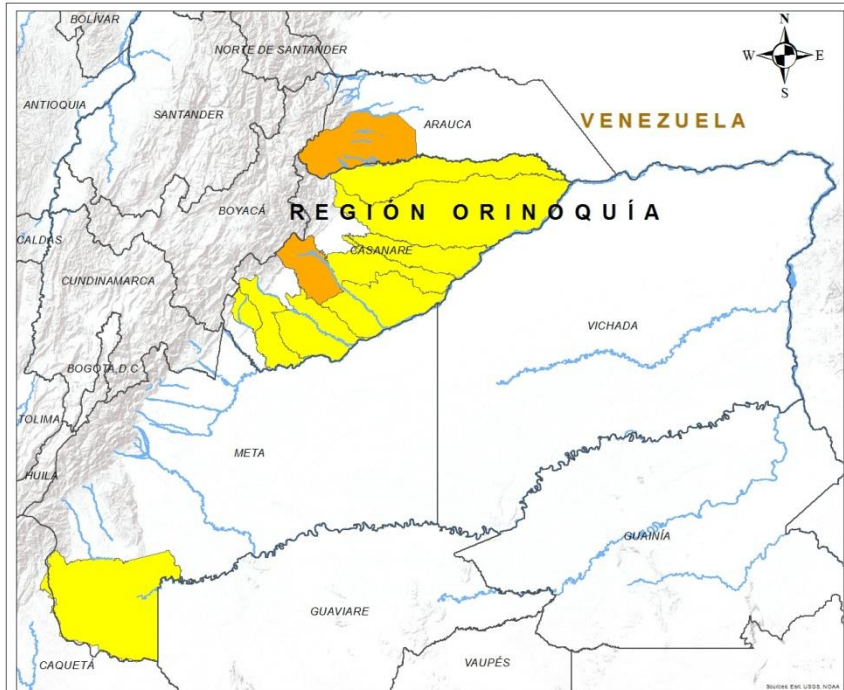 BOLÍVAR
N
NORTE DE SANTANDER
W E
S
ANTIOQUIA
SANTANDER
ARAUCA
VENEZUELA
BOYACÁ
REGIÓN ORINOQUÍA
CALDAS
CASANARE
CUNDINAMARCA
VICHADA
BOGOTA, D.C
TOLIMA
META
HUILA
GUAINÍA
GUAVIARE
CAQUETÁ
VAUPÉS
Sources: Esri, USGS, NOAA